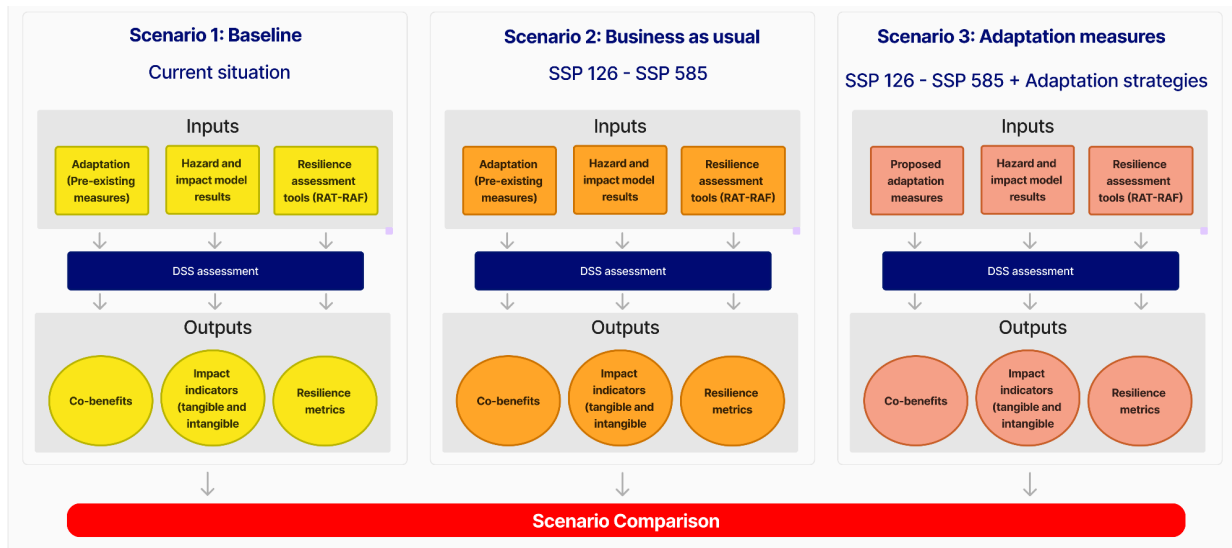 Scenario 1: Baseline
Current situation
Inputs
Adaptation
(Pre-existing
measures)
Hazard and
impact model
results
Resilience
assessment
tools (RAT-RAF)
DSS assessment
Outputs
Co-benefits
Impact
indicators
(tangible and
intangible
Resilience
metrics
Scenario 2: Business as usual
SSP 126 - SSP 585
Inputs
Adaptation
(Pre-existing
measures)
Hazard and
impact model
results
Resilience
assessment
tools (RAT-RAF)
DSS assessment
Outputs
Co-benefits
Impact
indicators
(tangible and
intangible
Resilience
metrics
Scenario 3: Adaptation measures
SSP 126 - SSP 585 + Adaptation strategies
Inputs
Proposed
adaptation
measures
Hazard and
impact model
results
Resilience
assessment
tools (RAT-RAF)
DSS assessment
Outputs
Co-benefits
Impact
indicators
(tangible and
intangible
Resilience
metrics
Scenario Comparison